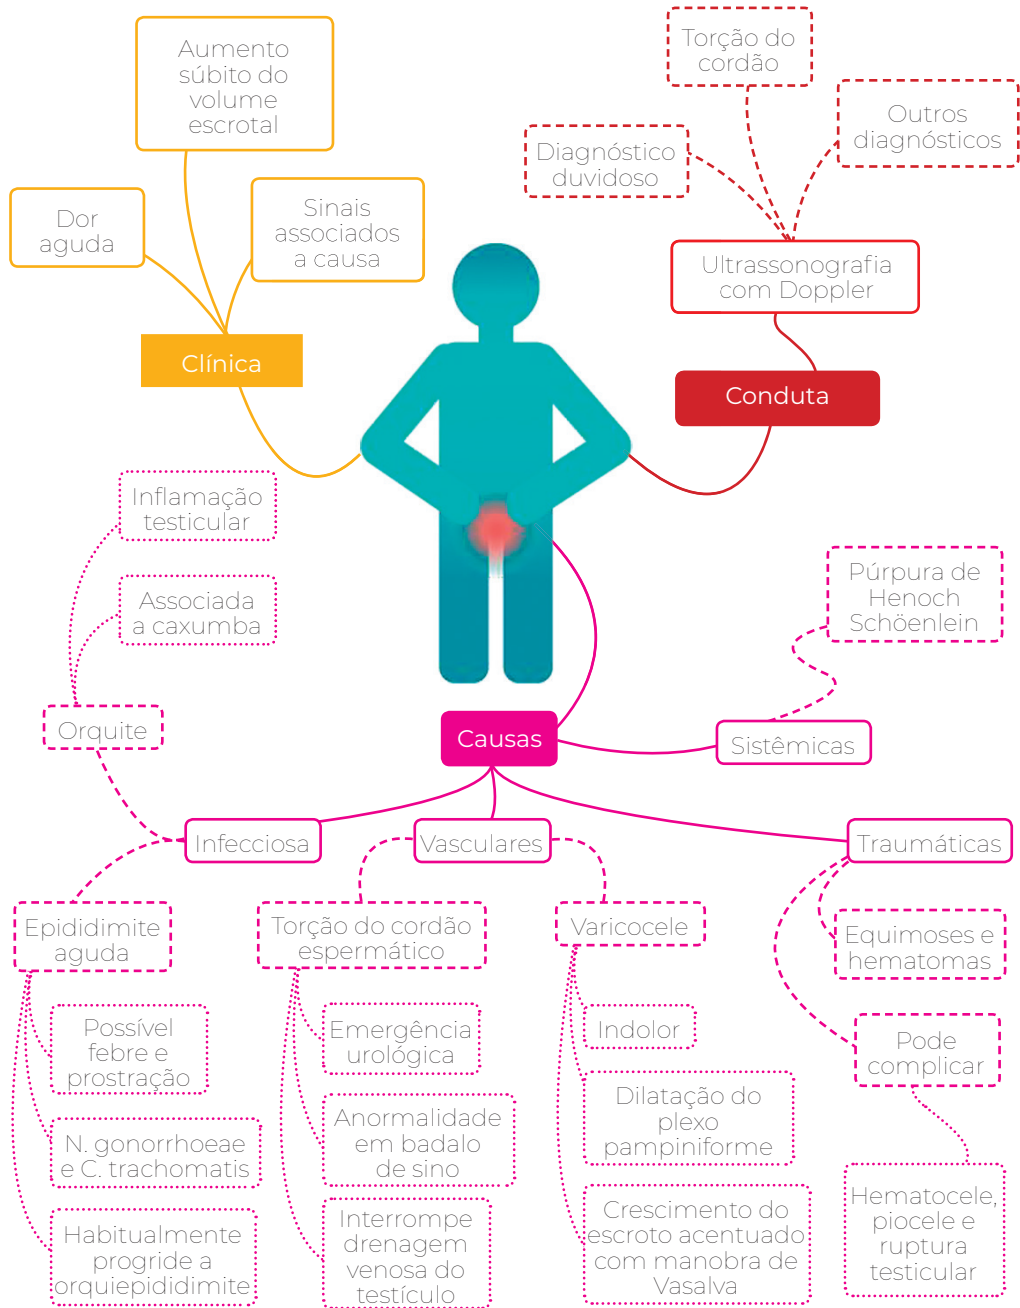 Aumento
súbito do
volume
escrotal
Dor
aguda
Sinais
associados
a causa
Clínica
Torção do
cordão
Diagnóstico
duvidoso
Outros
diagnósticos
Ultrassonografia
com Doppler
Conduta
Inflamação
testicular
Associada
a caxumba
Orquite
Púrpura de
Henoch
Schöenlein
Causas
Sistêmicas
Infecciosa
Vasculares
Traumáticas
Epididimite
aguda
Possível
febre e
prostração
N. gonorrhoeae
e C. trachomatis
Habitualmente
progride a
orquiepididimite
Torção do cordão
espermático
Emergência
urológica
Anormalidade
em badalo
de sino
Interrompe
drenagem
venosa do
testículo
Varicocele
Indolor
Dilatação do
plexo
pampiniforme
Crescimento do
escroto acentuado
com manobra de
Vasalva
Equimoses e
hematomas
Pode
complicar
Hematocele,
piocele e
ruptura
testicular